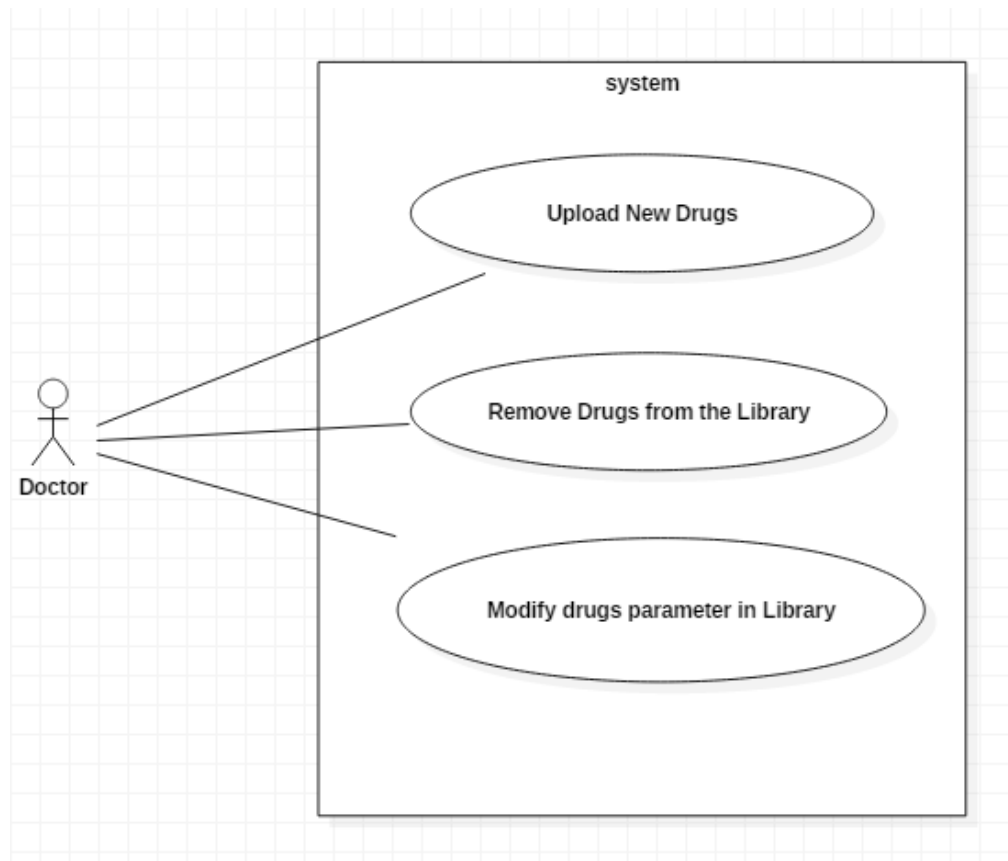 system
Upload New Drugs
Remove Drugs from the Library
Doctor
Modify drugs parameter in Library